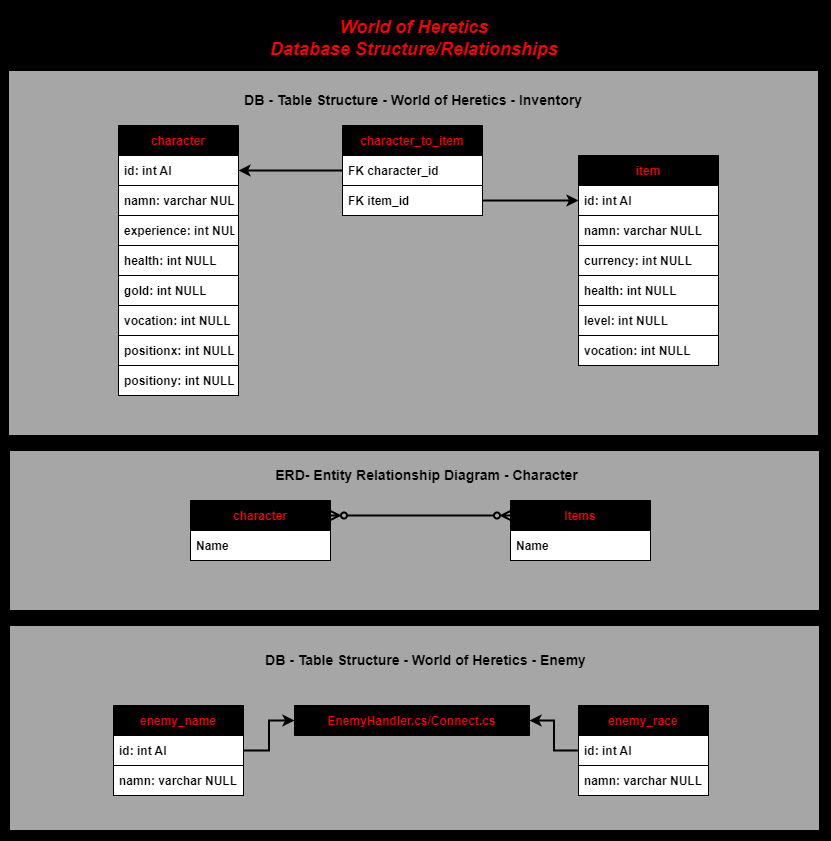 World of Heretics
Database Structure/Relationships
DB - Table Structure - World of Heretics - Inventory
character
id: int AI
namn: varchar NUL
experience: int NUL
health: int NULL
gold: int NULL
vocation: int NULL
positionx: int NULL
positiony: int NULL
character_to_item
FK character_id
FK item_id
item
id: int AI
namn: varchar NULL
currency: int NULL
health: int NULL
level: int NULL
vocation: int NULL
ERD- Entity Relationship Diagram - Character
character
Name
Items
Name
DB - Table Structure - World of Heretics - Enemy
enemy_name
id: int AI
namn: varchar NULL
EnemyHandler.cs/Connect.cs
enemy_race
id: int AI
namn: varchar NULL